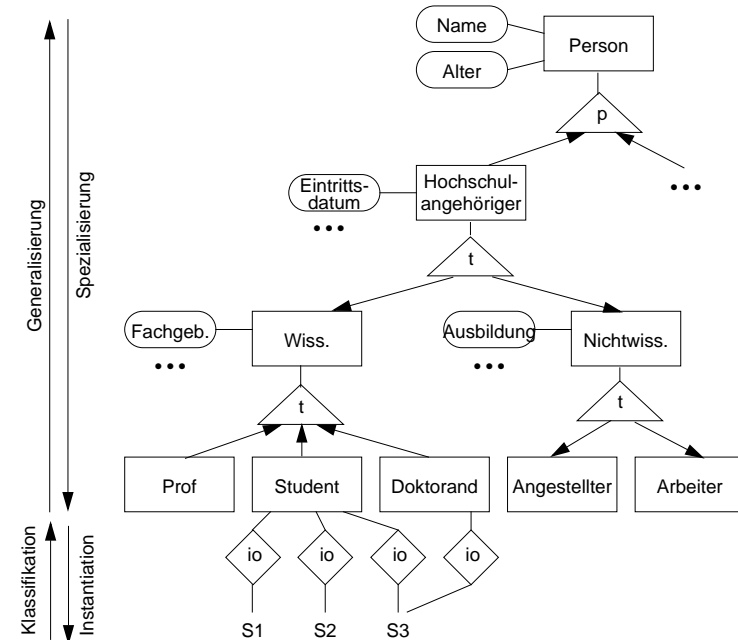 Name
Person
Alter
p
Eintritts-
datum
•••
Hochschul-
angehöriger
•••
t
Fachgeb.
•••
Wiss.
Ausbildung
•••
Nichtwiss.
t
t
Prof
Student
Doktorand
Angestellter
Arbeiter
io
io
io
io
S1
S2
S3
Generalisierung
Spezialisierung
Klassifikation
Instantiation